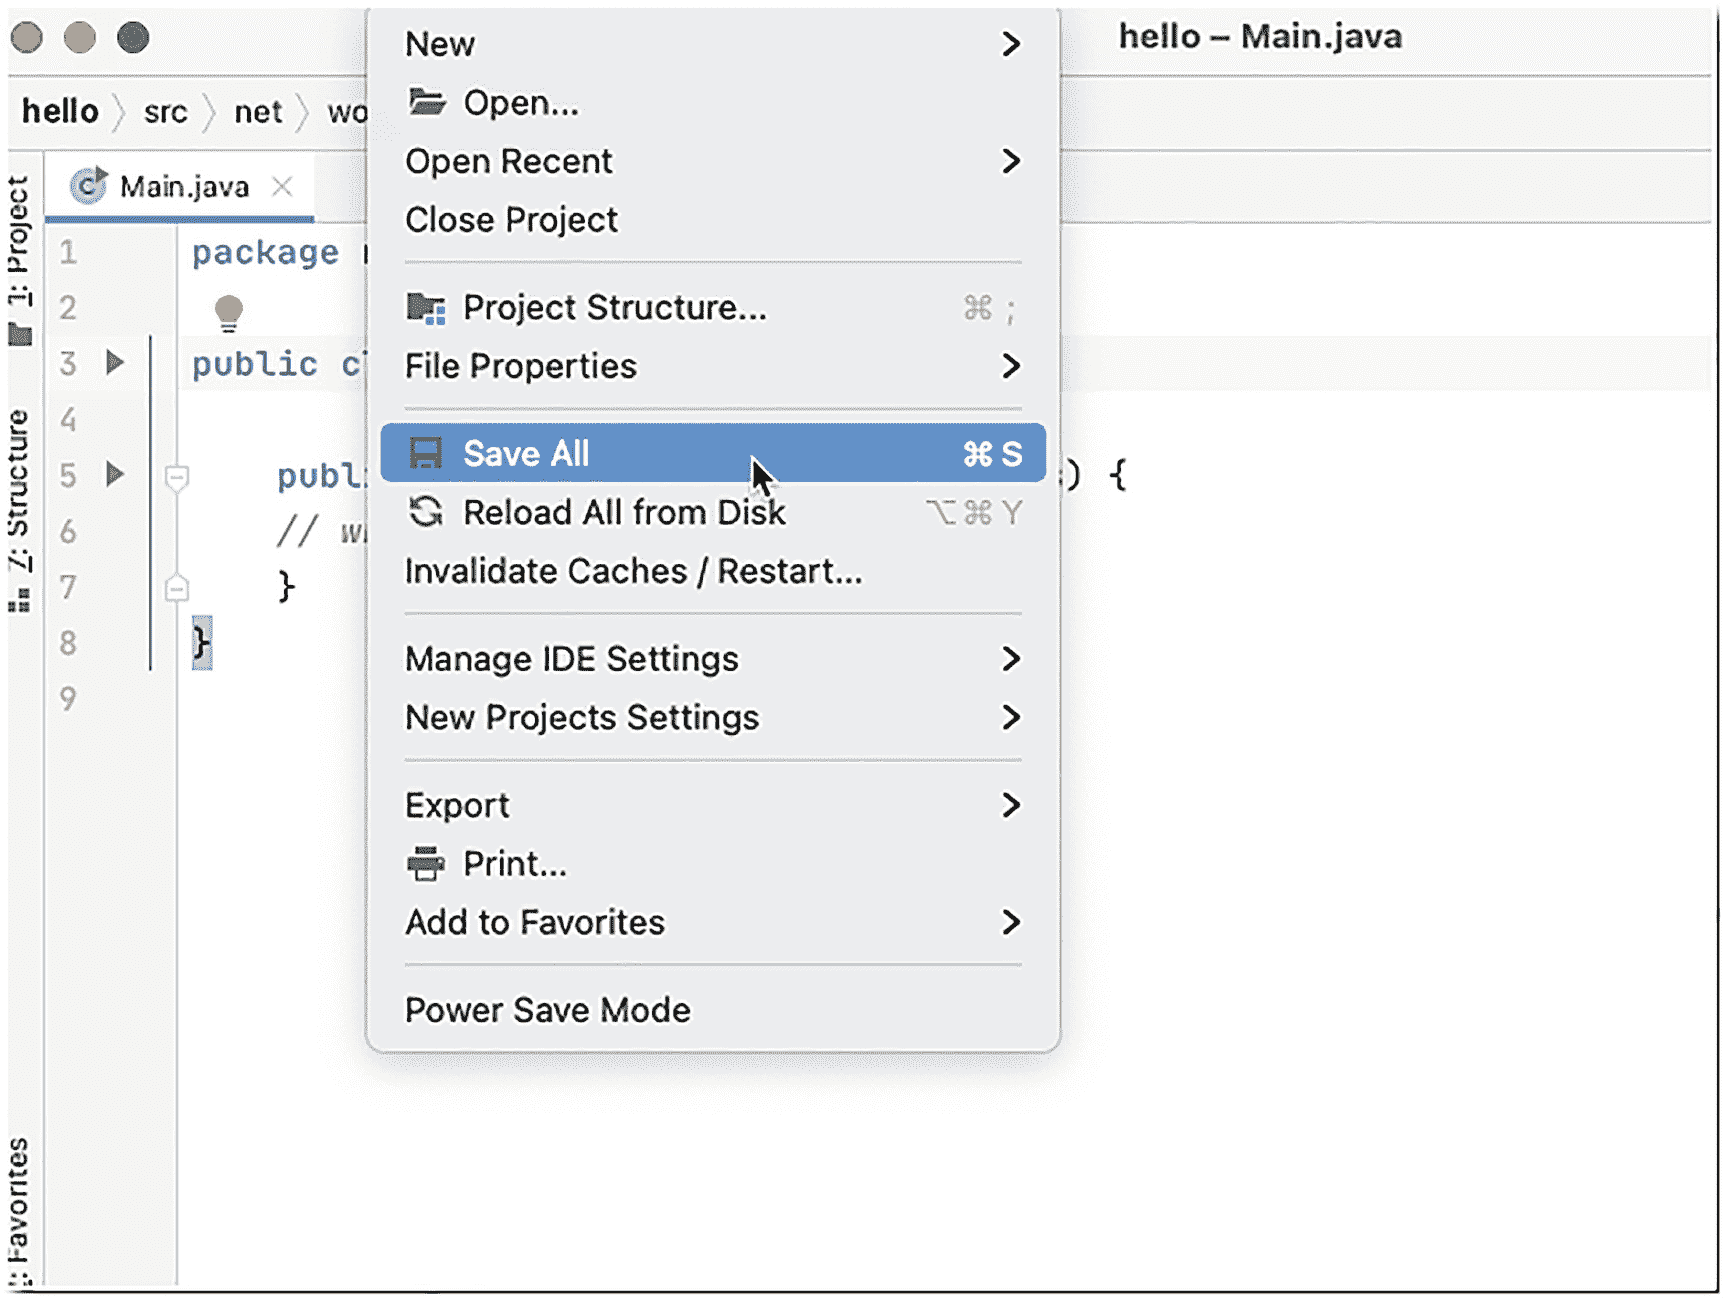 hello – Main.java
hello 〉 src 〉 net 〉
Main.java
1: Project
7: Structure
Favorites
New
Open...
Open Recent
Close Project
Project Structure... ⌘ ;
File Properties
Save All ⌘ S
Reload All from Disk ⌥⌘ Y
Invalidate Caches / Restart...
Manage IDE Settings
New Projects Settings
Export
Print...
Add to Favorites
Power Save Mode
1 package
2
3 public
4
5 ) {
6 //
7 }
8 }
9